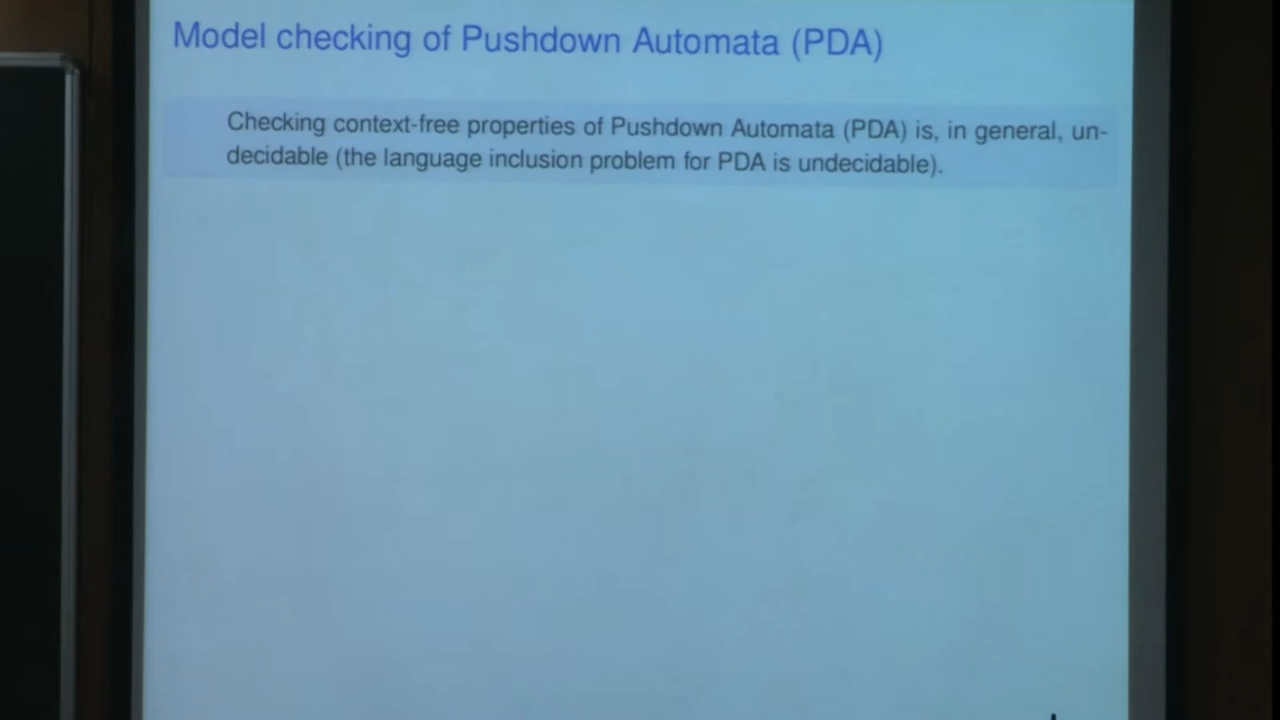 Model checking of Pushdown Automata (PDA)
Checking context-free properties of Pushdown Automata (PDA) is, in general, un-
decidable (the language inclusion problem for PDA is undecidable).